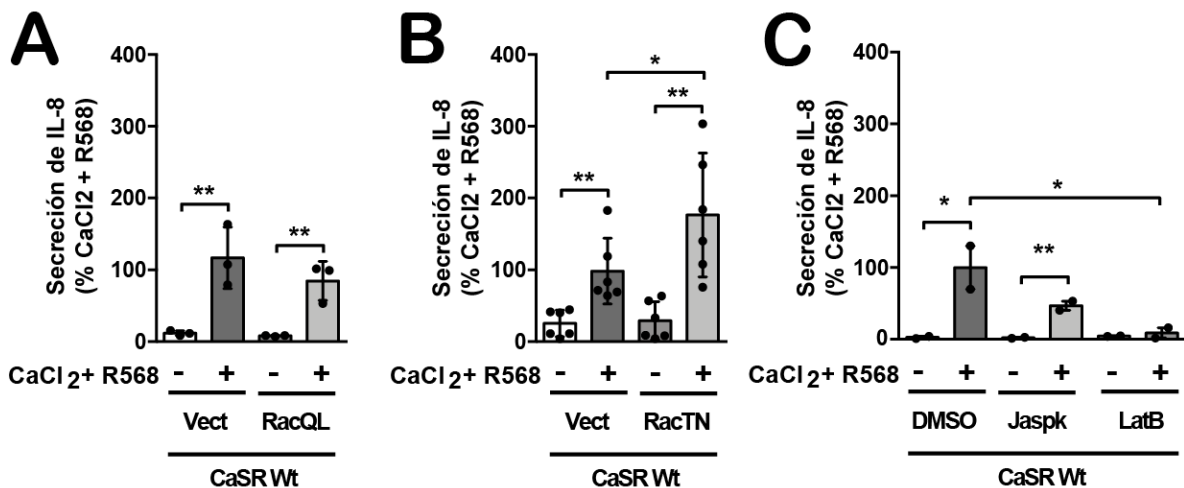 A
Secreción de IL-8
(% CaCl2 + R568)
400
300
200
100
0
**
**
CaCl2+ R568
-
+
-
+
Vect
RacQL
CaSR Wt
B
Secreción de IL-8
(% CaCl2 + R568)
400
300
200
100
0
**
*
**
CaCl2+ R568
-
+
-
+
Vect
RacTN
CaSR Wt
C
Secreción de IL-8
(% CaCl2 + R568)
400
300
200
100
0
*
**
*
CaCl2+ R568
-
+
-
+
-
+
DMSO
Jaspk
LatB
CaSR Wt